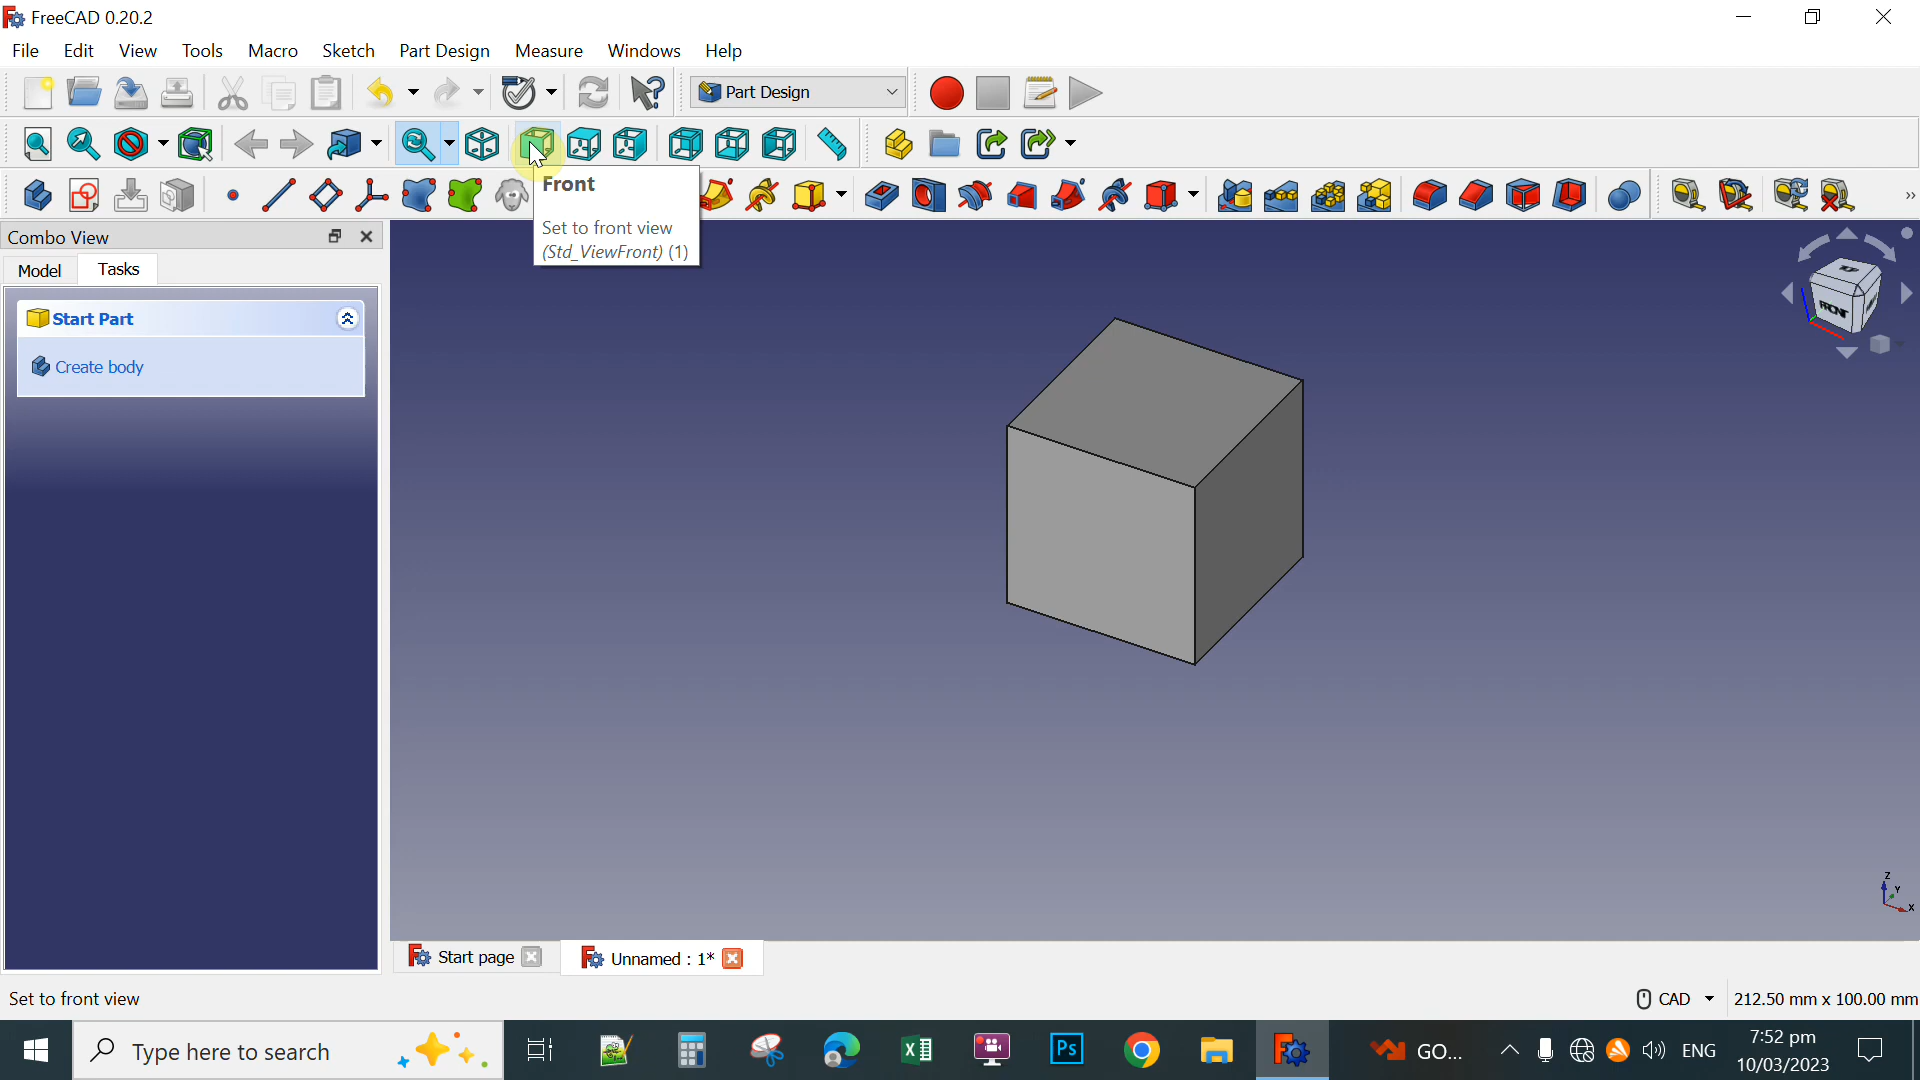 FreeCAD 0.20.2
File Edit View Tools Macro Sketch Part Design Measure Windows Help
Part Design
Front
Set to front view
(Std_ViewFront) (1)
Combo View
Model Tasks
Start Part
Create body
TOP
FRONT
Z
Y
X
Start page Unnamed : 1*
Set to front view
CAD 212.50 mm x 100.00 mm
Type here to search
Ps
GO...
ENG
7:52 pm
10/03/2023